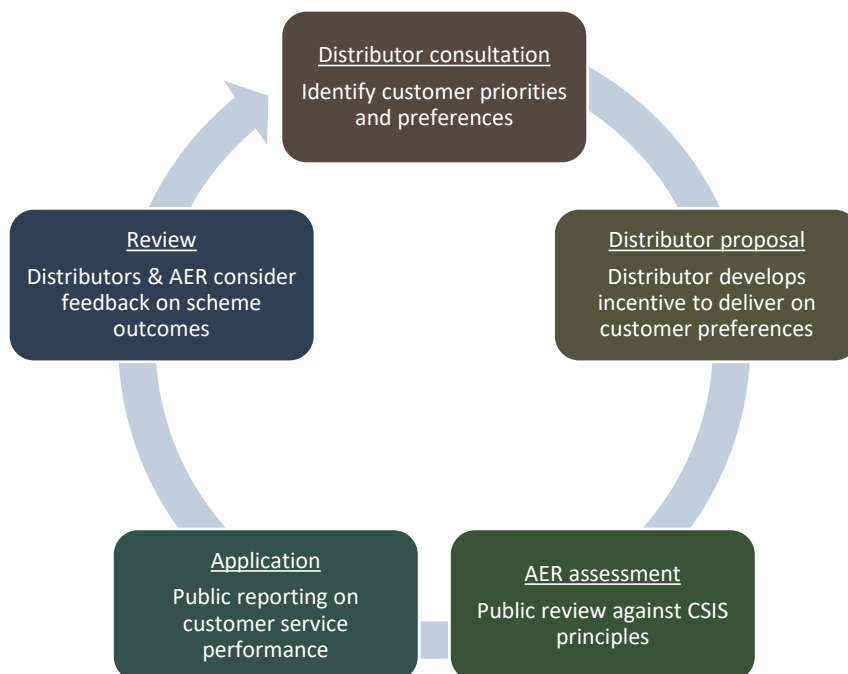 Distributor consultation
Identify customer priorities
and preferences
Distributor proposal
Distributor develops
incentive to deliver on
customer preferences
AER assessment
Public review against CSIS
principles
Application
Public reporting on
customer service
performance
Review
Distributors & AER consider
feedback on scheme
outcomes